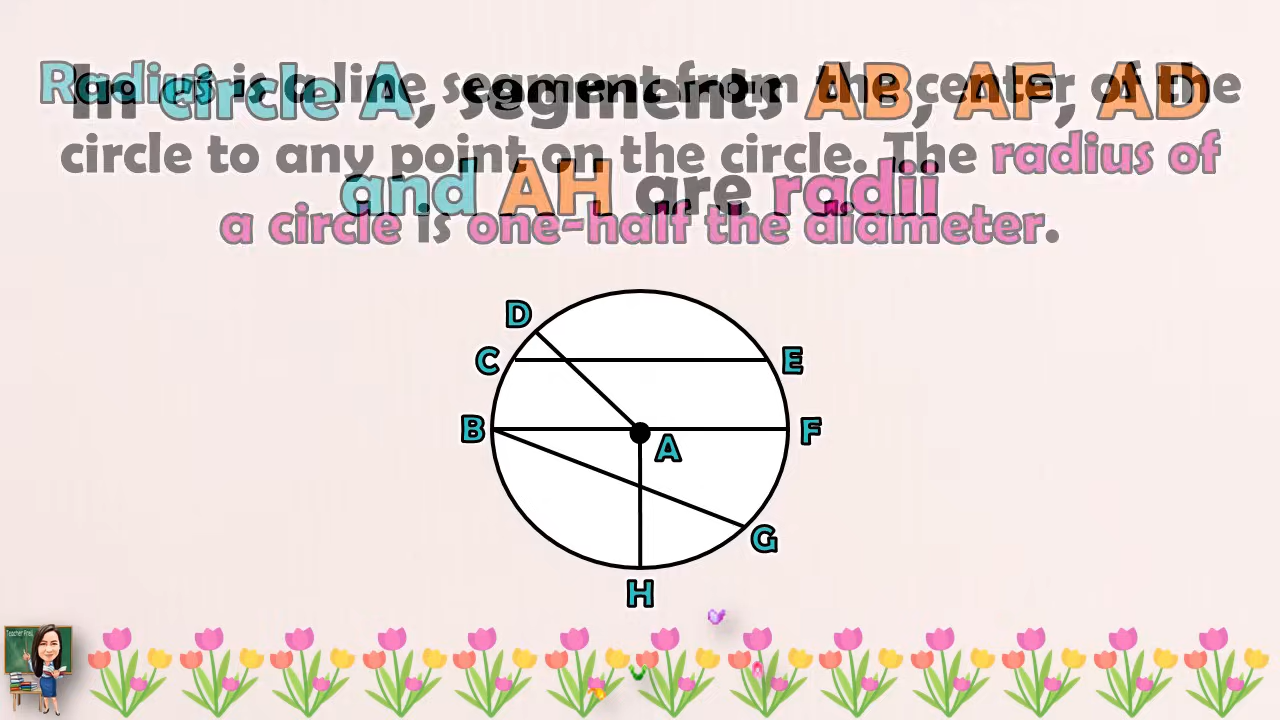 Radius is a line segment from the center of the
circle to any point on the circle. The radius of
a circle is one-half the diameter.
In circle A, segments AB, AF, AD
and AH are radii
D
C
E
B
F
A
G
H